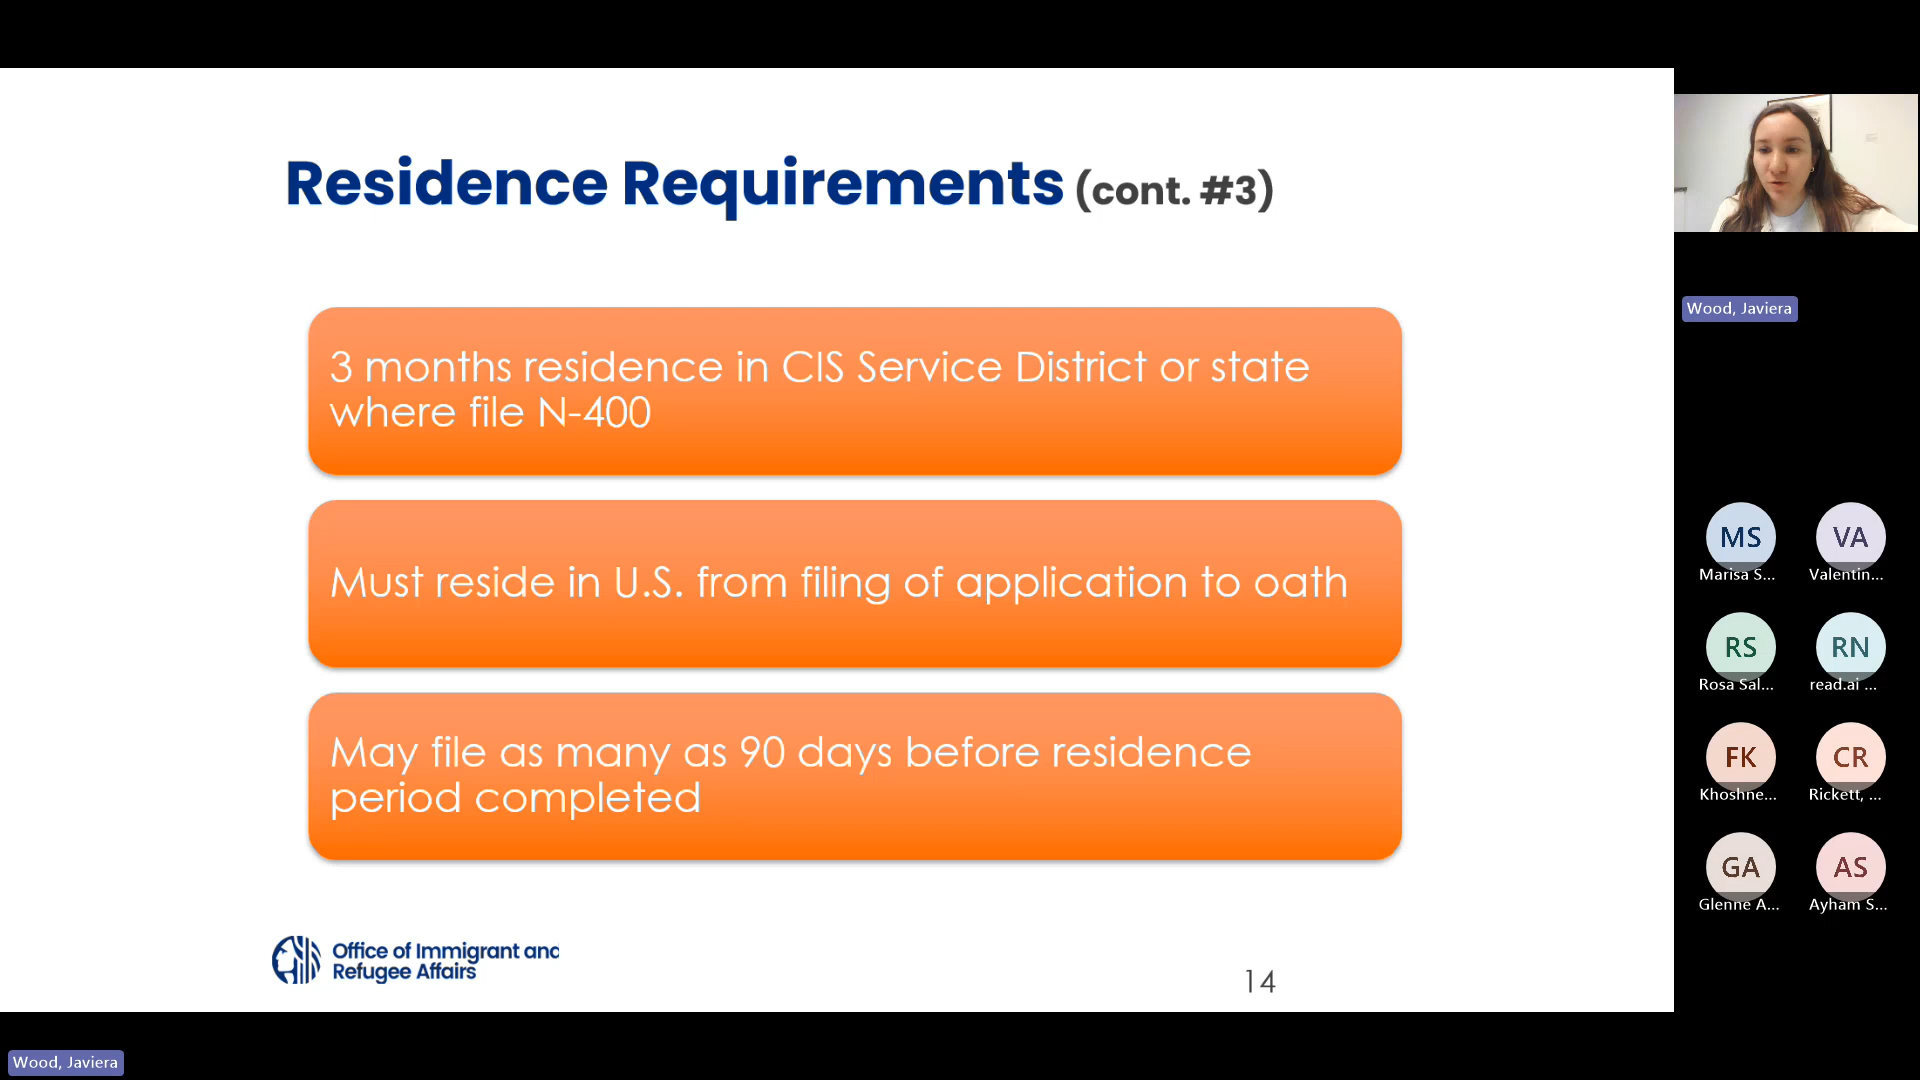 Residence Requirements (cont. #3)
3 months residence in CIS Service District or state
where file N-400
Must reside in U.S. from filing of application to oath
May file as many as 90 days before residence
period completed
Office of Immigrant and
Refugee Affairs
14
Wood, Javiera
MS
VA
Marisa S...
Valentin...
RS
RN
Rosa Sal...
read.ai ...
FK
CR
Khoshne...
Rickett, ...
GA
AS
Glenne A...
Ayham S...
Wood, Javiera